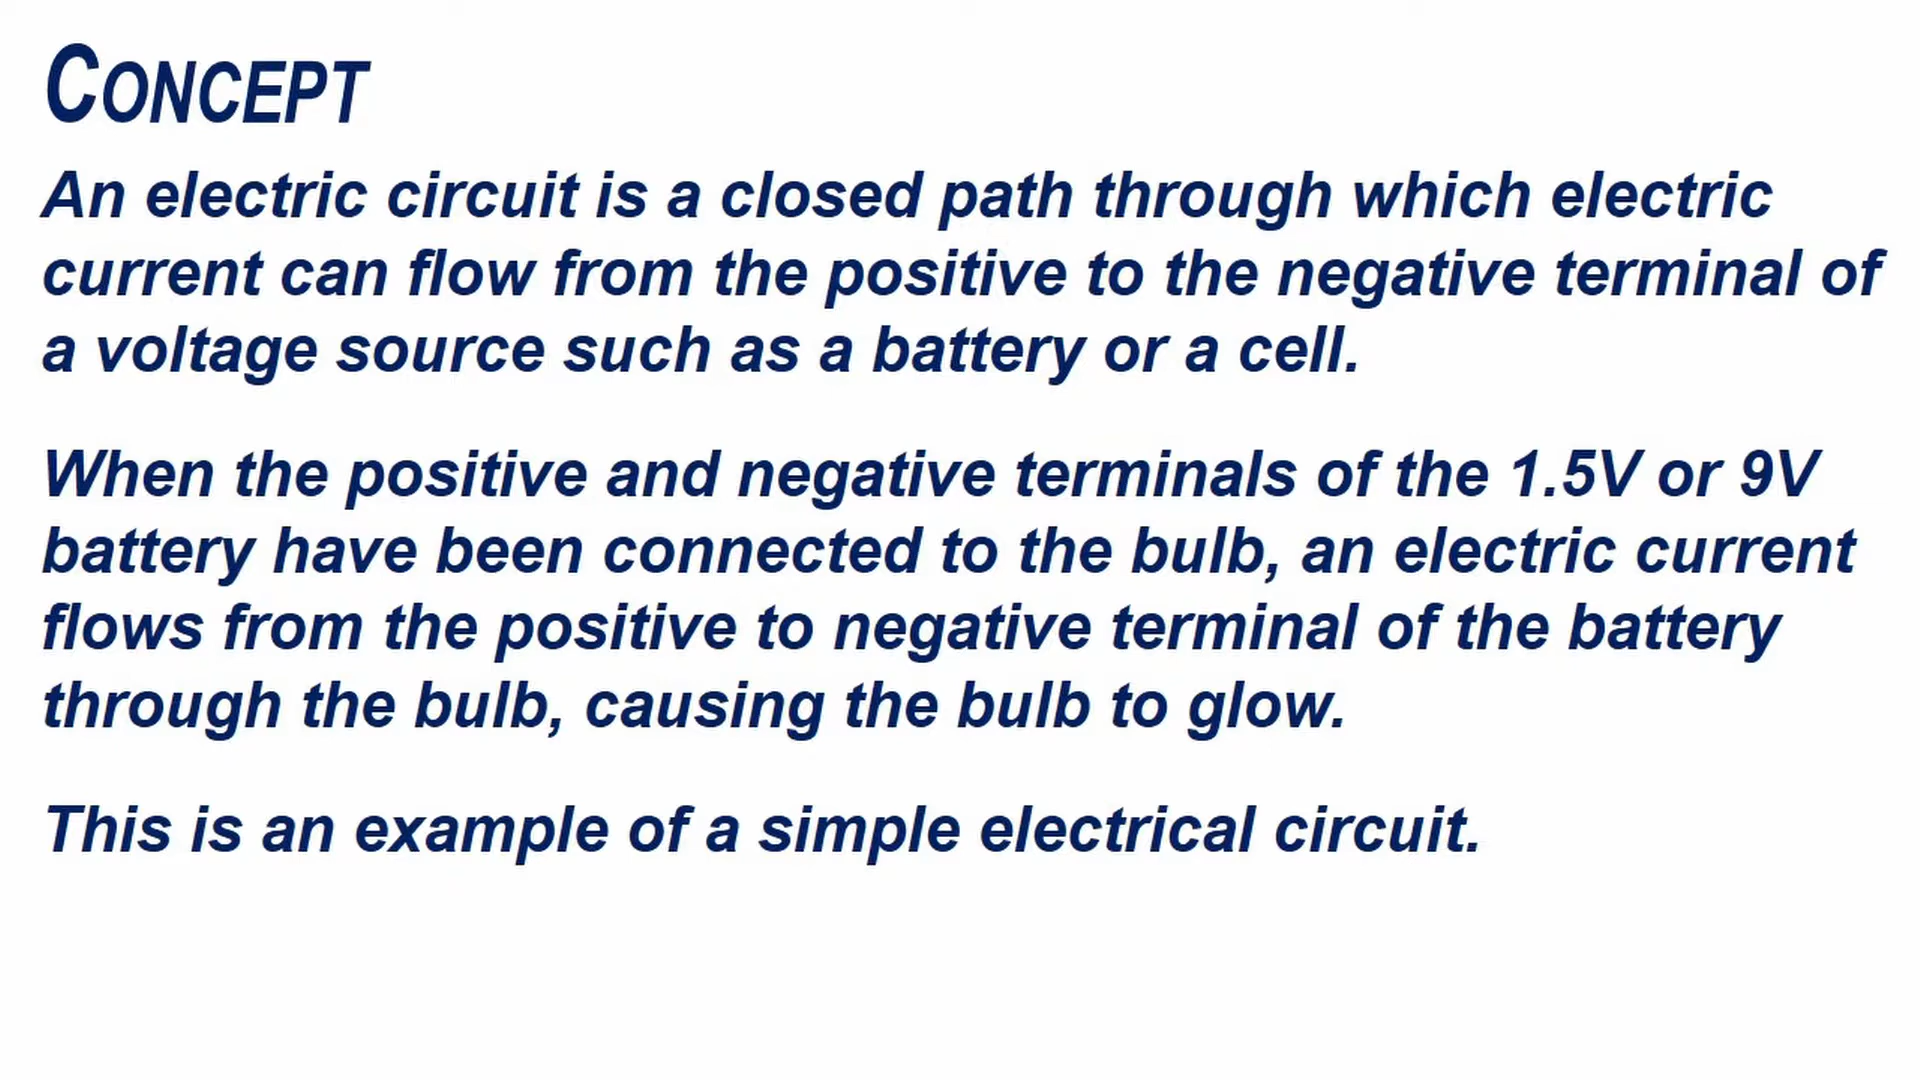 CONCEPT
An electric circuit is a closed path through which electric
current can flow from the positive to the negative terminal of
a voltage source such as a battery or a cell.
When the positive and negative terminals of the 1.5V or 9V
battery have been connected to the bulb, an electric current
flows from the positive to negative terminal of the battery
through the bulb, causing the bulb to glow.
This is an example of a simple electrical circuit.